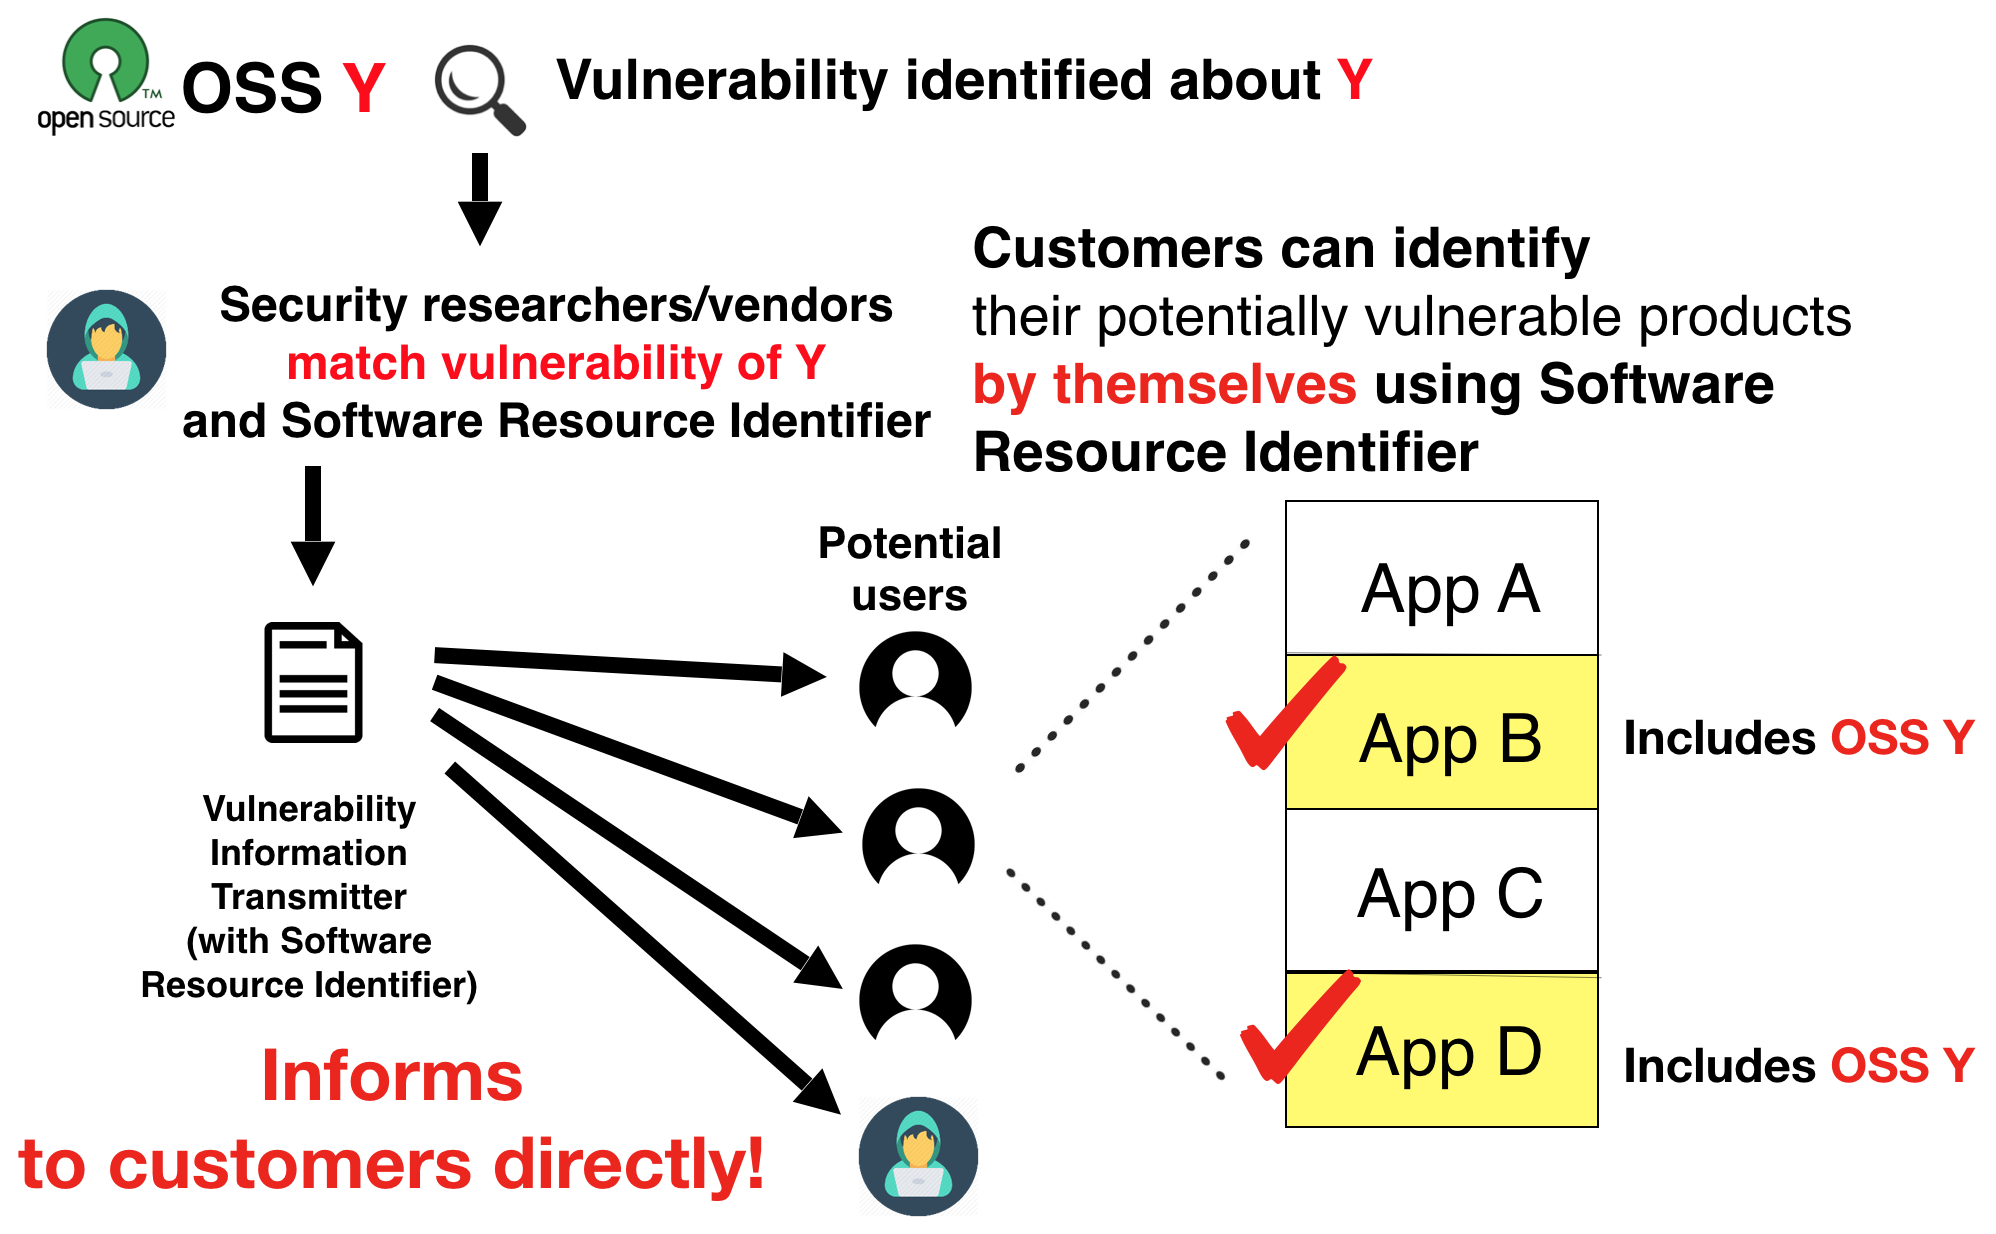 OSS Y
TM
open source
Vulnerability identified about Y
Security researchers/vendors
match vulnerability of Y
and Software Resource Identifier
Customers can identify
their potentially vulnerable products
by themselves using Software
Resource Identifier
Potential
users
Vulnerability
Information
Transmitter
(with Software
Resource Identifier)
Informs
to customers directly!
App A
App B
Includes OSS Y
App C
App D
Includes OSS Y